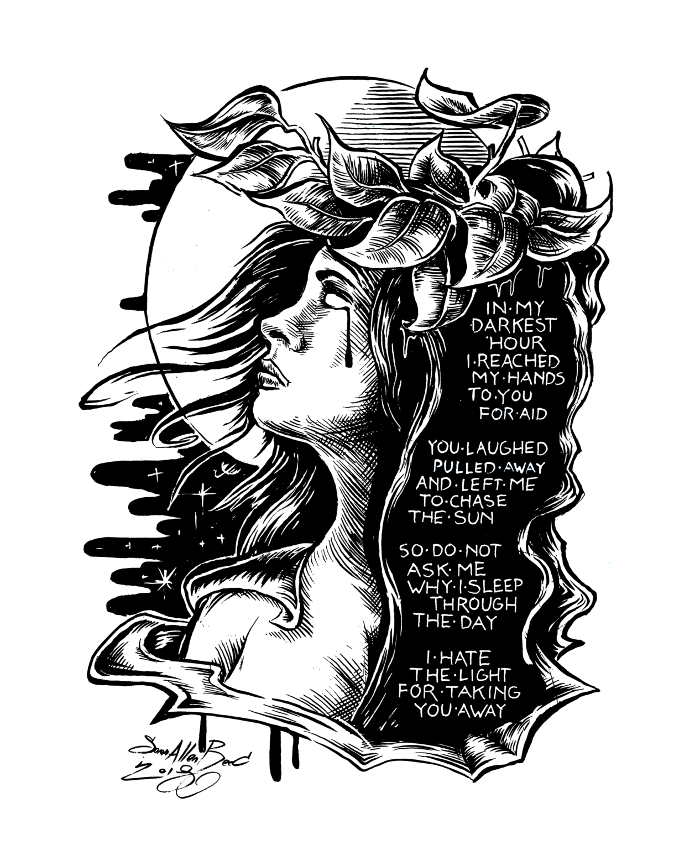 IN·MY
DARKEST
'HOUR
I·REACHED
MY·HANDS
TO·YOU
FOR·AID
YOU·LAUGHED
PULLED·AWAY
AND·LEFT·ME
TO·CHASE
THE·SUN
SO·DO·NOT
ASK·ME
WHY·I·SLEEP
THROUGH
THE·DAY
I·HATE
THE·LIGHT
FOR·TAKING
YOU·AWAY
Allen
2018